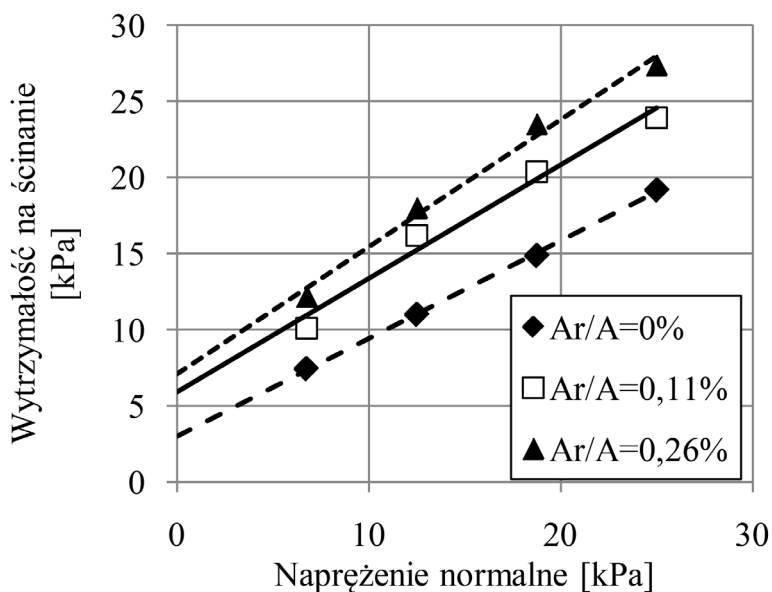 30
25
20
15
10
5
0
Wytrzymałość na ścinanie
[kPa]
Ar/A=0%
Ar/A=0,11%
Ar/A=0,26%
0 10 20 30
Naprężenie normalne [kPa]